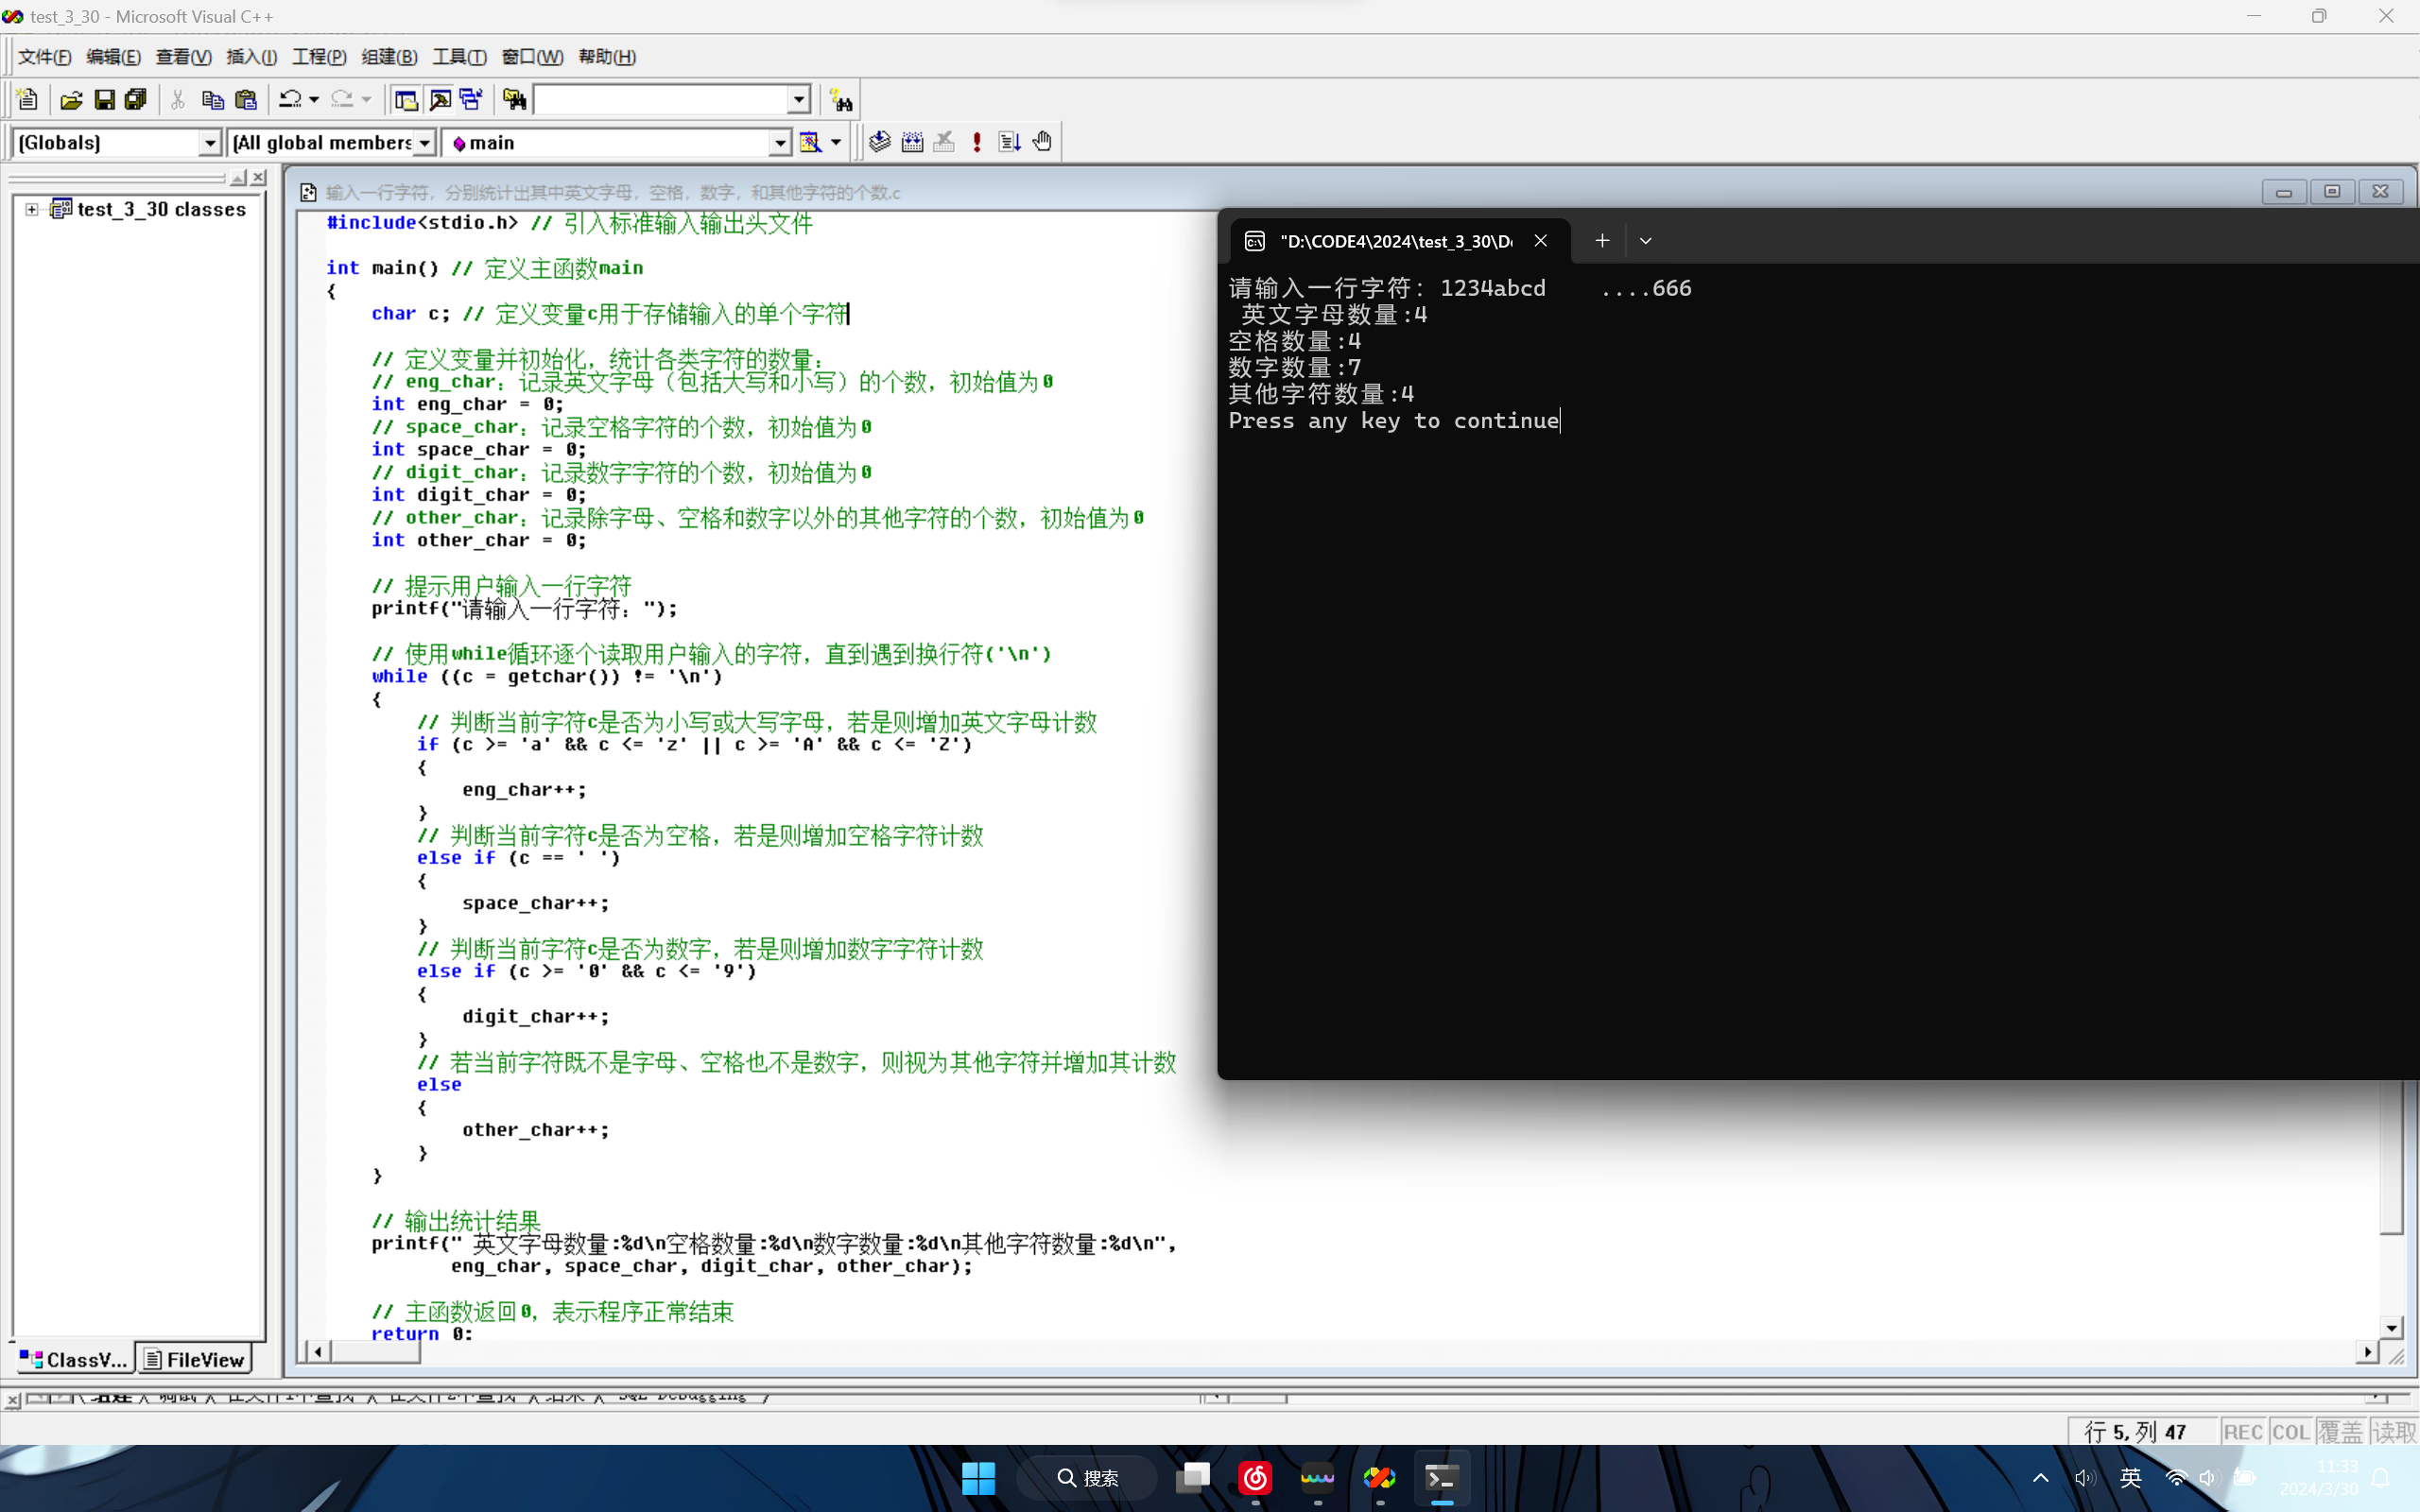 test_3_30 - Microsoft Visual C++
文件(F) 编辑(E) 查看(V) 插入(I) 工程(P) 组建(B) 工具(T) 窗口(W) 帮助(H)
(Globals) (All global members main
test_3_30 classes
输入一行字符，分别统计出其中英文字母，空格，数字，和其他字符的个数.c
#include<stdio.h> // 引入标准输入输出头文件
int main() // 定义主函数main
{
char c; // 定义变量c用于存储输入的单个字符
// 定义变量并初始化，统计各类字符的数量：
// eng_char：记录英文字母（包括大写和小写）的个数，初始值为0
int eng_char = 0;
// space_char：记录空格字符的个数，初始值为0
int space_char = 0;
// digit_char：记录数字字符的个数，初始值为0
int digit_char = 0;
// other_char：记录除字母、空格和数字以外的其他字符的个数，初始值为0
int other_char = 0;
// 提示用户输入一行字符
printf("请输入一行字符：");
// 使用while循环逐个读取用户输入的字符，直到遇到换行符('\n')
while ((c = getchar()) != '\n')
{
// 判断当前字符c是否为小写或大写字母，若是则增加英文字母计数
if (c >= 'a' && c <= 'z' || c >= 'A' && c <= 'Z')
{
eng_char++;
}
// 判断当前字符c是否为空格，若是则增加空格字符计数
else if (c == ' ')
{
space_char++;
}
// 判断当前字符c是否为数字，若是则增加数字字符计数
else if (c >= '0' && c <= '9')
{
digit_char++;
}
// 若当前字符既不是字母、空格也不是数字，则视为其他字符并增加其计数
else
{
other_char++;
}
}
// 输出统计结果
printf(" 英文字母数量:%d\n空格数量:%d\n数字数量:%d\n其他字符数量:%d\n",
eng_char, space_char, digit_char, other_char);
// 主函数返回0，表示程序正常结束
return 0;
"D:\CODE4\2024\test_3_30\De
请输入一行字符：1234abcd    ....666
英文字母数量:4
空格数量:4
数字数量:7
其他字符数量:4
Press any key to continue
ClassV... FileView
行 5, 列 47 REC COL 覆盖 读取
搜索
英
11:33
2024/3/30